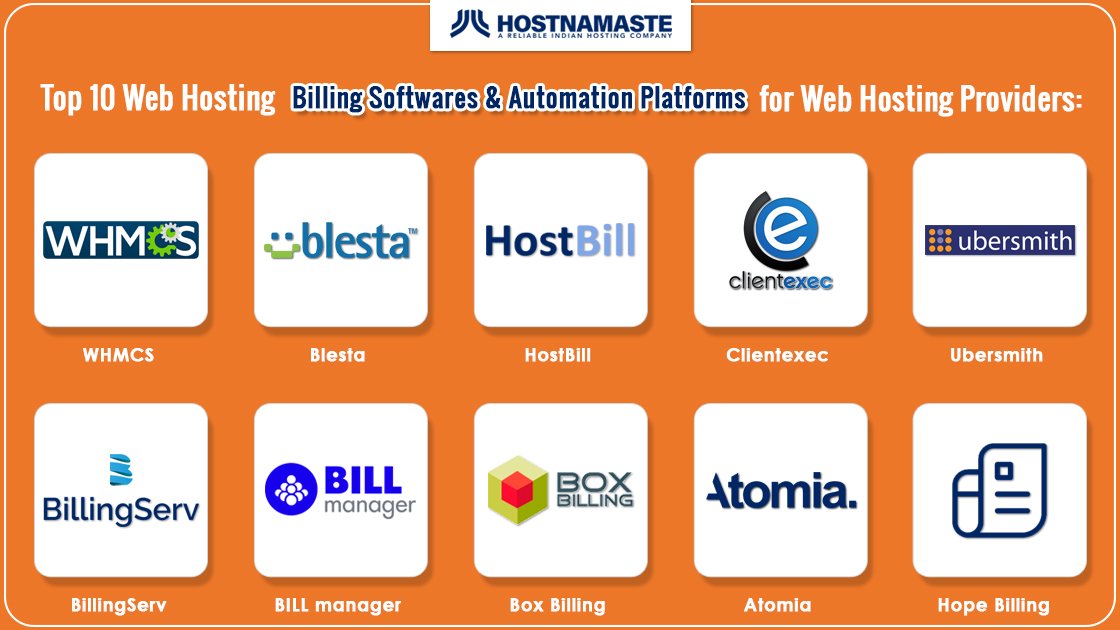 HOSTNAMASTE
A RELIABLE INDIAN HOSTING COMPANY
Top 10 Web Hosting Billing Softwares & Automation Platforms for Web Hosting Providers:
WHMCS
blesta™
HostBill
e
clientexec
ubersmith
WHMCS
Blesta
HostBill
Clientexec
Ubersmith
BillingServ
BILL
manager
BOX
BILLING
Atomia.
BillingServ
BILL manager
Box Billing
Atomia
Hope Billing